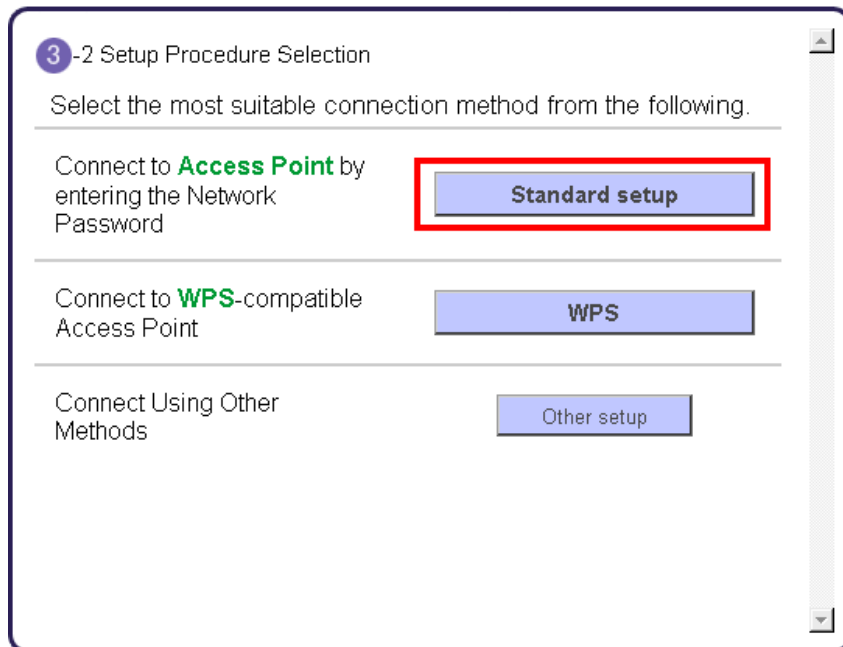 3-2 Setup Procedure Selection
Select the most suitable connection method from the following.
Connect to Access Point by
entering the Network
Password
Standard setup
Connect to WPS-compatible
Access Point
WPS
Connect Using Other
Methods
Other setup